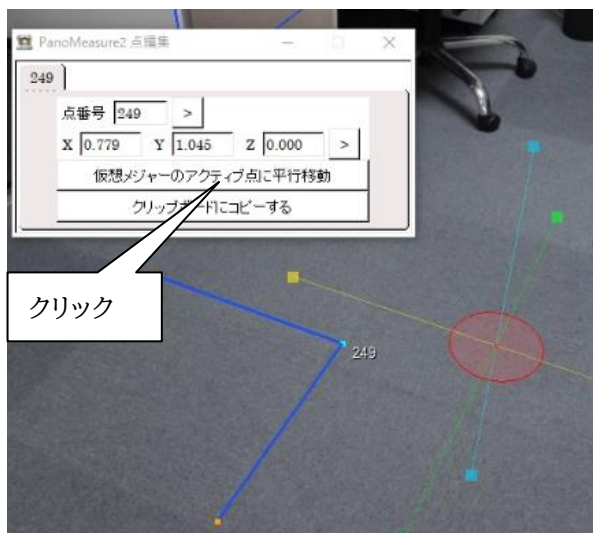 PanoMeasure2 点編集
249
点番号 249 >
X 0.779 Y 1.045 Z 0.000 >
仮想メジャーのアクティブ点に平行移動
クリップボードにコピーする
クリック
249